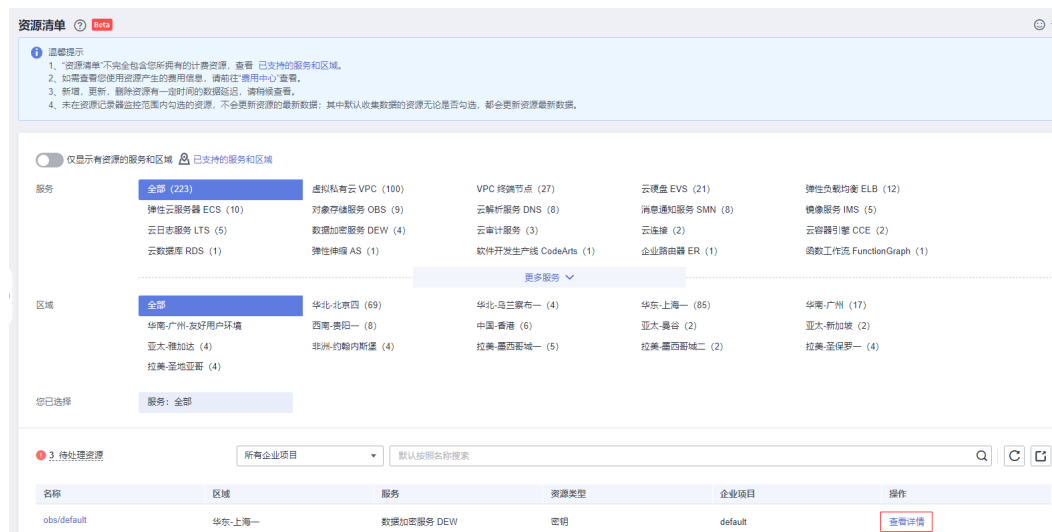 资源清单 ? Beta
温馨提示
1、“资源清单”不完全包含您所拥有的计费资源，查看 已支持的服务和区域。
2、如需查看您使用资源产生的费用信息，请前往“费用中心”查看。
3、新增，更新，删除资源有一定时间的数据延迟，请稍候查看。
4、未在资源记录器监控范围内勾选的资源，不会更新资源的最新数据；其中默认收集数据的资源无论是否勾选，都会更新资源最新数据。
仅显示有资源的服务和区域 已支持的服务和区域
服务 全部 (223) 虚拟私有云 VPC (100) VPC 终端节点 (27) 云硬盘 EVS (21) 弹性负载均衡 ELB (12)
弹性云服务器 ECS (10) 对象存储服务 OBS (9) 云解析服务 DNS (8) 消息通知服务 SMN (8) 镜像服务 IMS (5)
云日志服务 LTS (5) 数据加密服务 DEW (4) 云审计服务 (3) 云连接 (2) 云容器引擎 CCE (2)
云数据库 RDS (1) 弹性伸缩 AS (1) 软件开发生产线 CodeArts (1) 企业路由器 ER (1) 函数工作流 FunctionGraph (1)
更多服务
区域 全部 华北-北京四 (69) 华北-乌兰察布一 (4) 华东-上海一 (85) 华南-广州 (17)
华南-广州-友好用户环境 西南-贵阳一 (8) 中国-香港 (6) 亚太-曼谷 (2) 亚太-新加坡 (2)
亚太-雅加达 (4) 非洲-约翰内斯堡 (4) 拉美-墨西哥城一 (5) 拉美-墨西哥城二 (2) 拉美-圣保罗一 (4)
拉美-圣地亚哥 (4)
您已选择 服务：全部
3 待处理资源 所有企业项目 默认按照名称搜索
名称 区域 服务 资源类型 企业项目 操作
obs/default 华东-上海一 数据加密服务 DEW 密钥 default 查看详情